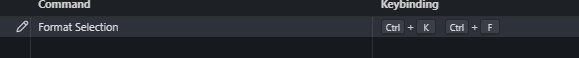 Command Keybinding
Format Selection Ctrl + K Ctrl + F